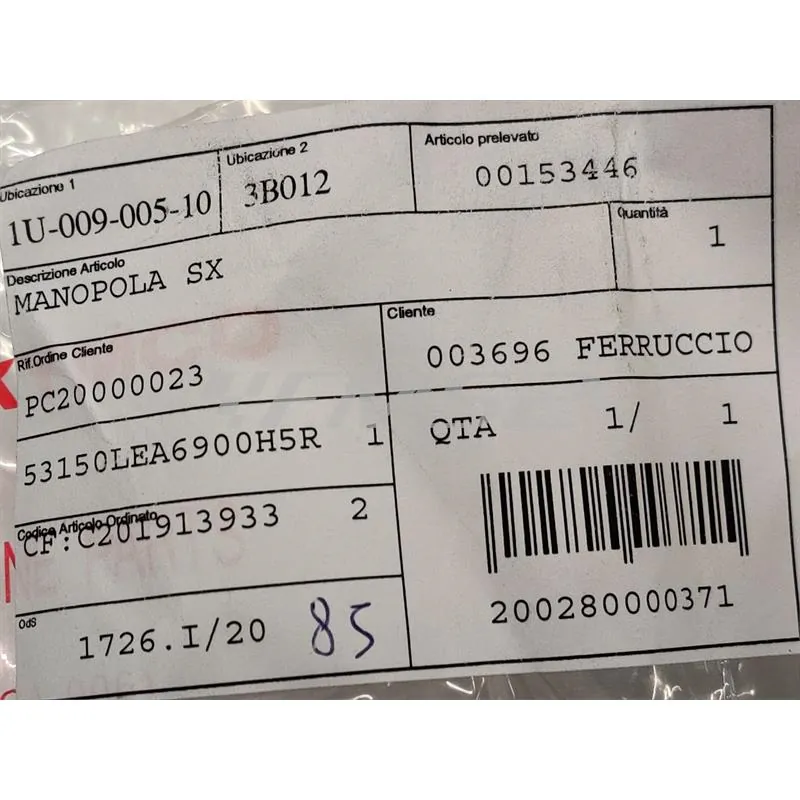 Ubicazione 1
1U-009-005-10
Ubicazione 2
3B012
Articolo prelevato
00153446
Descrizione Articolo
MANOPOLA SX
Quantità
1
Rif.Ordine Cliente
PC20000023
Cliente
003696 FERRUCCIO
53150LEA6900H5R 1
QTA 1/ 1
Codice Articolo Ordinato
CF:C201913933 2
200280000371
OdS
1726.I/20 85